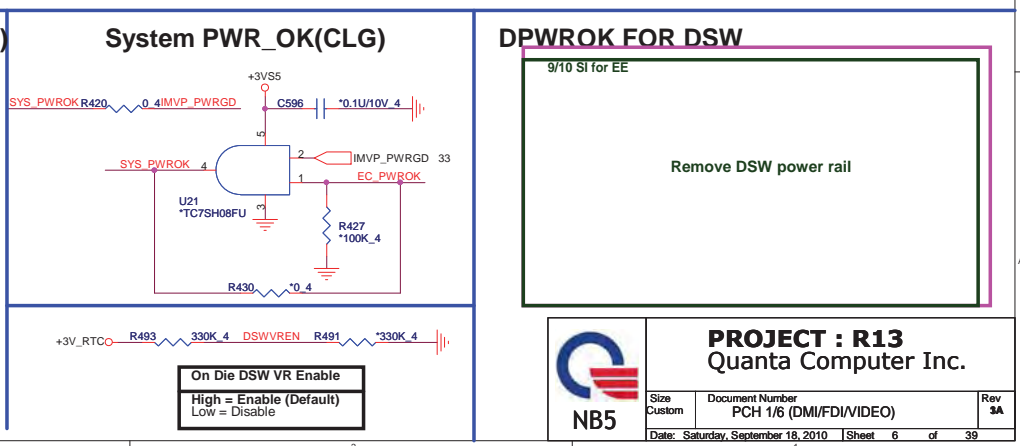 )
System PWR_OK(CLG)
DPWROK FOR DSW
+3VS5
SYS_PWROK R420 0_4 IMVP_PWRGD
C596 *0.1U/10V_4
5
2 IMVP_PWRGD 33
SYS_PWROK 4
1 EC_PWROK
U21
*TC7SH08FU
3
R427
*100K_4
R430 *0_4
9/10 SI for EE
Remove DSW power rail
+3V_RTC R493 330K_4 DSWVREN R491 *330K_4
On Die DSW VR Enable
High = Enable (Default)
Low = Disable
NB5
PROJECT : R13
Quanta Computer Inc.
Size
Custom
Document Number
PCH 1/6 (DMI/FDI/VIDEO)
Rev
Date: Saturday, September 18, 2010 Sheet 6 of 39